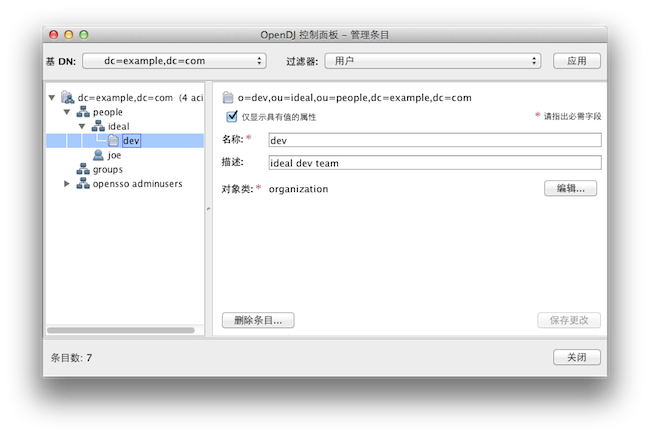 OpenDJ 控制面板 – 管理条目
基 DN: dc=example,dc=com 过滤器: 用户 应用
dc=example,dc=com (4 aci
people
ideal
dev
joe
groups
opensso adminusers
o=dev,ou=ideal,ou=people,dc=example,dc=com
仅显示具有值的属性 * 请指出必需字段
名称: * dev
描述: ideal dev team
对象类: * organization 编辑...
删除条目... 保存更改
条目数: 7 关闭